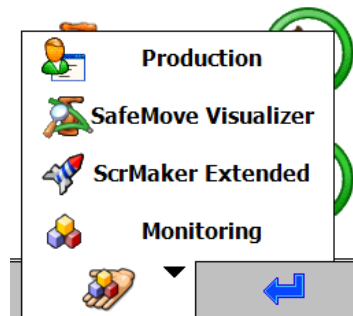 Production
SafeMove Visualizer
ScrMaker Extended
Monitoring